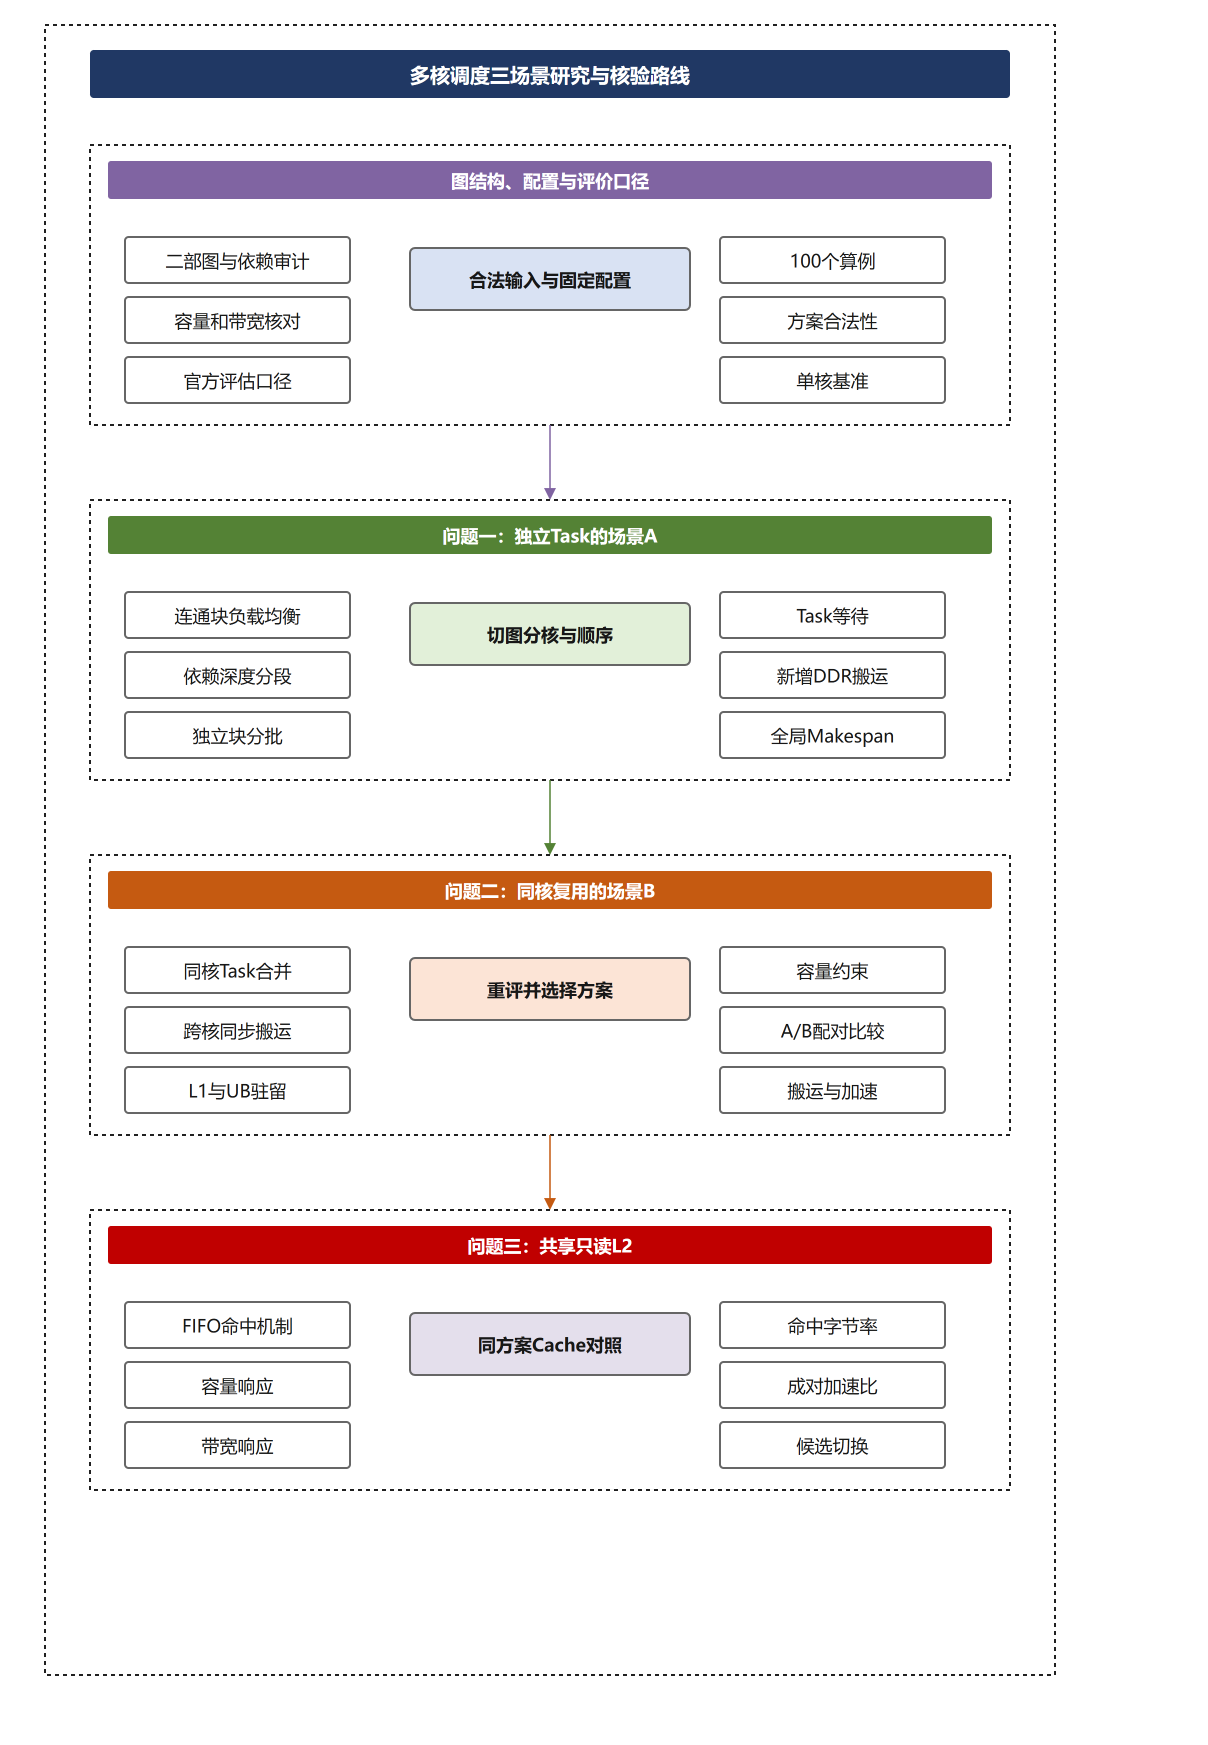 多核调度三场景研究与核验路线
图结构、配置与评价口径
二部图与依赖审计
容量和带宽核对
官方评估口径
合法输入与固定配置
100个算例
方案合法性
单核基准
问题一：独立Task的场景A
连通块负载均衡
依赖深度分段
独立块分批
切图分核与顺序
Task等待
新增DDR搬运
全局Makespan
问题二：同核复用的场景B
同核Task合并
跨核同步搬运
L1与UB驻留
重评并选择方案
容量约束
A/B配对比较
搬运与加速
问题三：共享只读L2
FIFO命中机制
容量响应
带宽响应
同方案Cache对照
命中字节率
成对加速比
候选切换